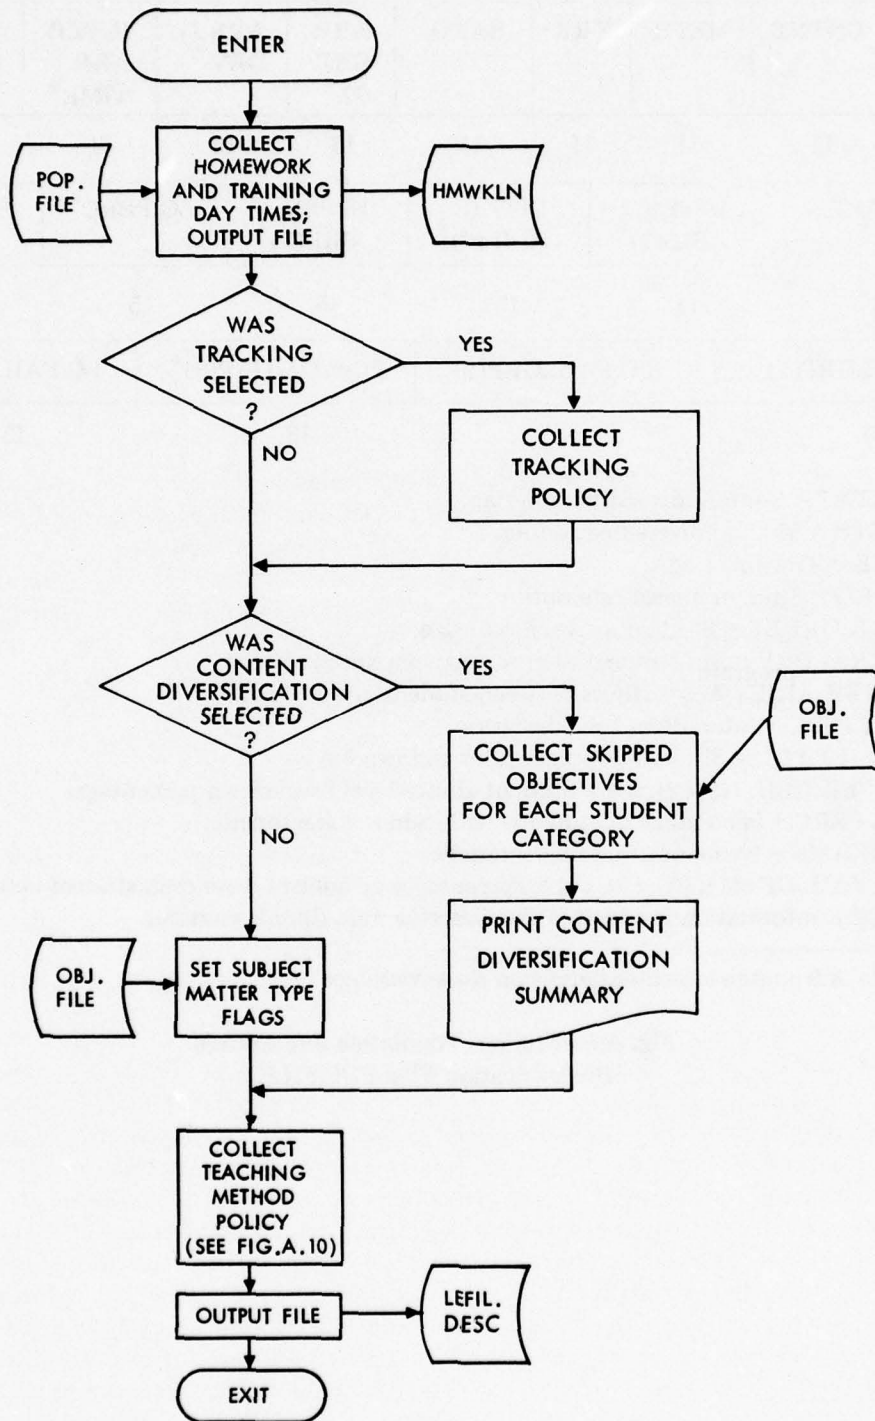 ENTER
POP.
FILE
COLLECT
HOMEWORK
AND TRAINING
DAY TIMES;
OUTPUT FILE
HMWKLN
WAS
TRACKING
SELECTED
?
YES
NO
COLLECT
TRACKING
POLICY
WAS
CONTENT
DIVERSIFICATION
SELECTED
?
YES
NO
OBJ.
FILE
COLLECT SKIPPED
OBJECTIVES
FOR EACH STUDENT
CATEGORY
PRINT CONTENT
DIVERSIFICATION
SUMMARY
OBJ.
FILE
SET SUBJECT
MATTER TYPE
FLAGS
COLLECT
TEACHING
METHOD
POLICY
(SEE FIG.A.10)
OUTPUT FILE
LEFIL.
DESC
EXIT